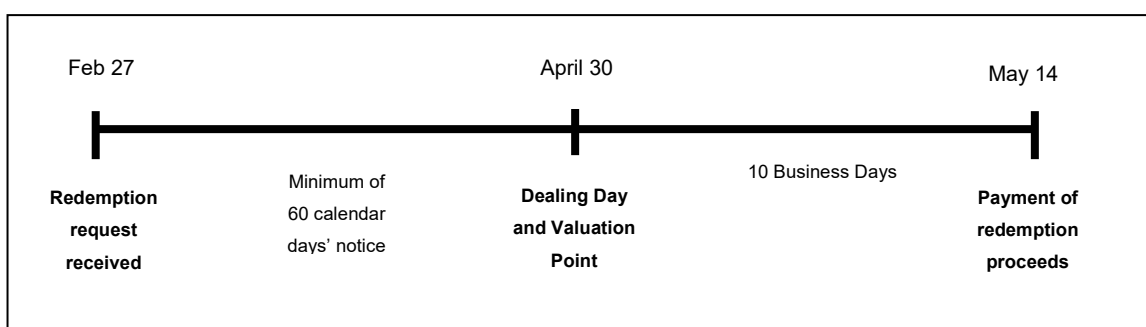 Feb 27
April 30
May 14
Minimum of
60 calendar
days' notice
10 Business Days
Redemption
request
received
Dealing Day
and Valuation
Point
Payment of
redemption
proceeds